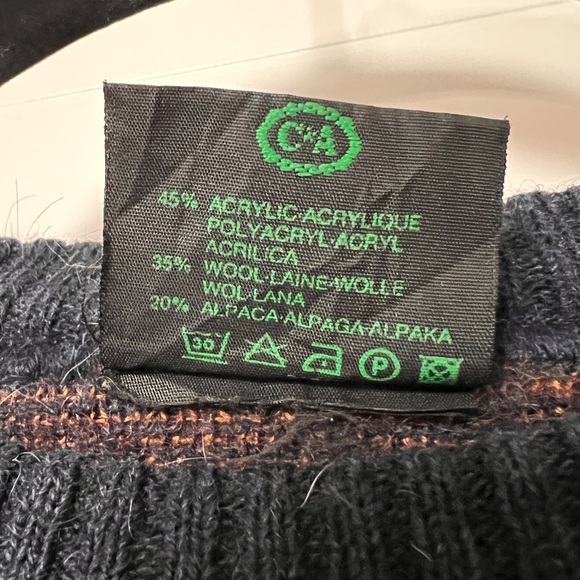 C&A
45% ACRYLIC·ACRYLIQUE
POLYACRYL·ACRYL
ACRILICA
35% WOOL·LAINE·WOLLE
WOL·LANA
20% ALPACA·ALPAGA·ALPAKA
30 P